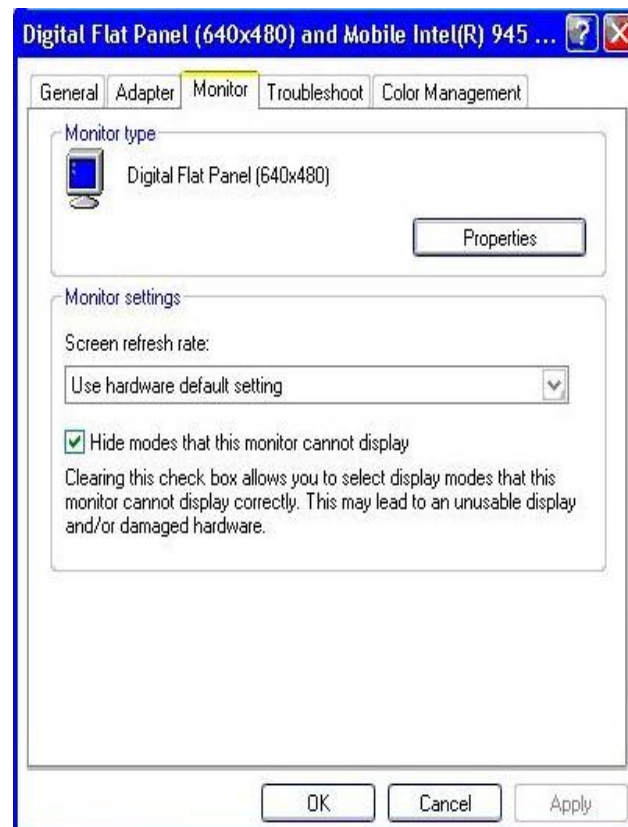 Digital Flat Panel (640x480) and Mobile Intel(R) 945 ...
General Adapter Monitor Troubleshoot Color Management
Monitor type
Digital Flat Panel (640x480)
Properties
Monitor settings
Screen refresh rate:
Use hardware default setting
Hide modes that this monitor cannot display
Clearing this check box allows you to select display modes that this
monitor cannot display correctly. This may lead to an unusable display
and/or damaged hardware.
OK Cancel Apply